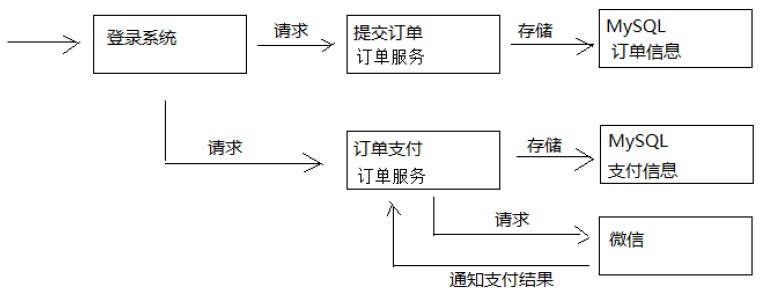 登录系统
请求
提交订单
订单服务
存储
MySQL
订单信息
请求
订单支付
订单服务
存储
MySQL
支付信息
请求
微信
通知支付结果